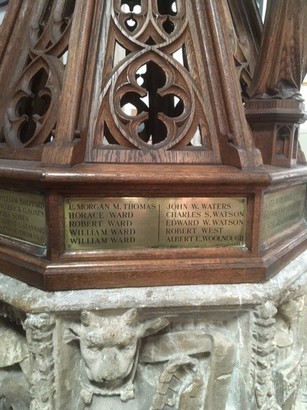 L. MORGAN M. THOMAS
HORACE WARD
ROBERT WARD
WILLIAM. WARD
WILLIAM WARD
JOHN W. WATERS
CHARLES S. WATSON
EDWARD W. WATSON
ROBERT WEST
ALBERT E. WOOLNOUGH